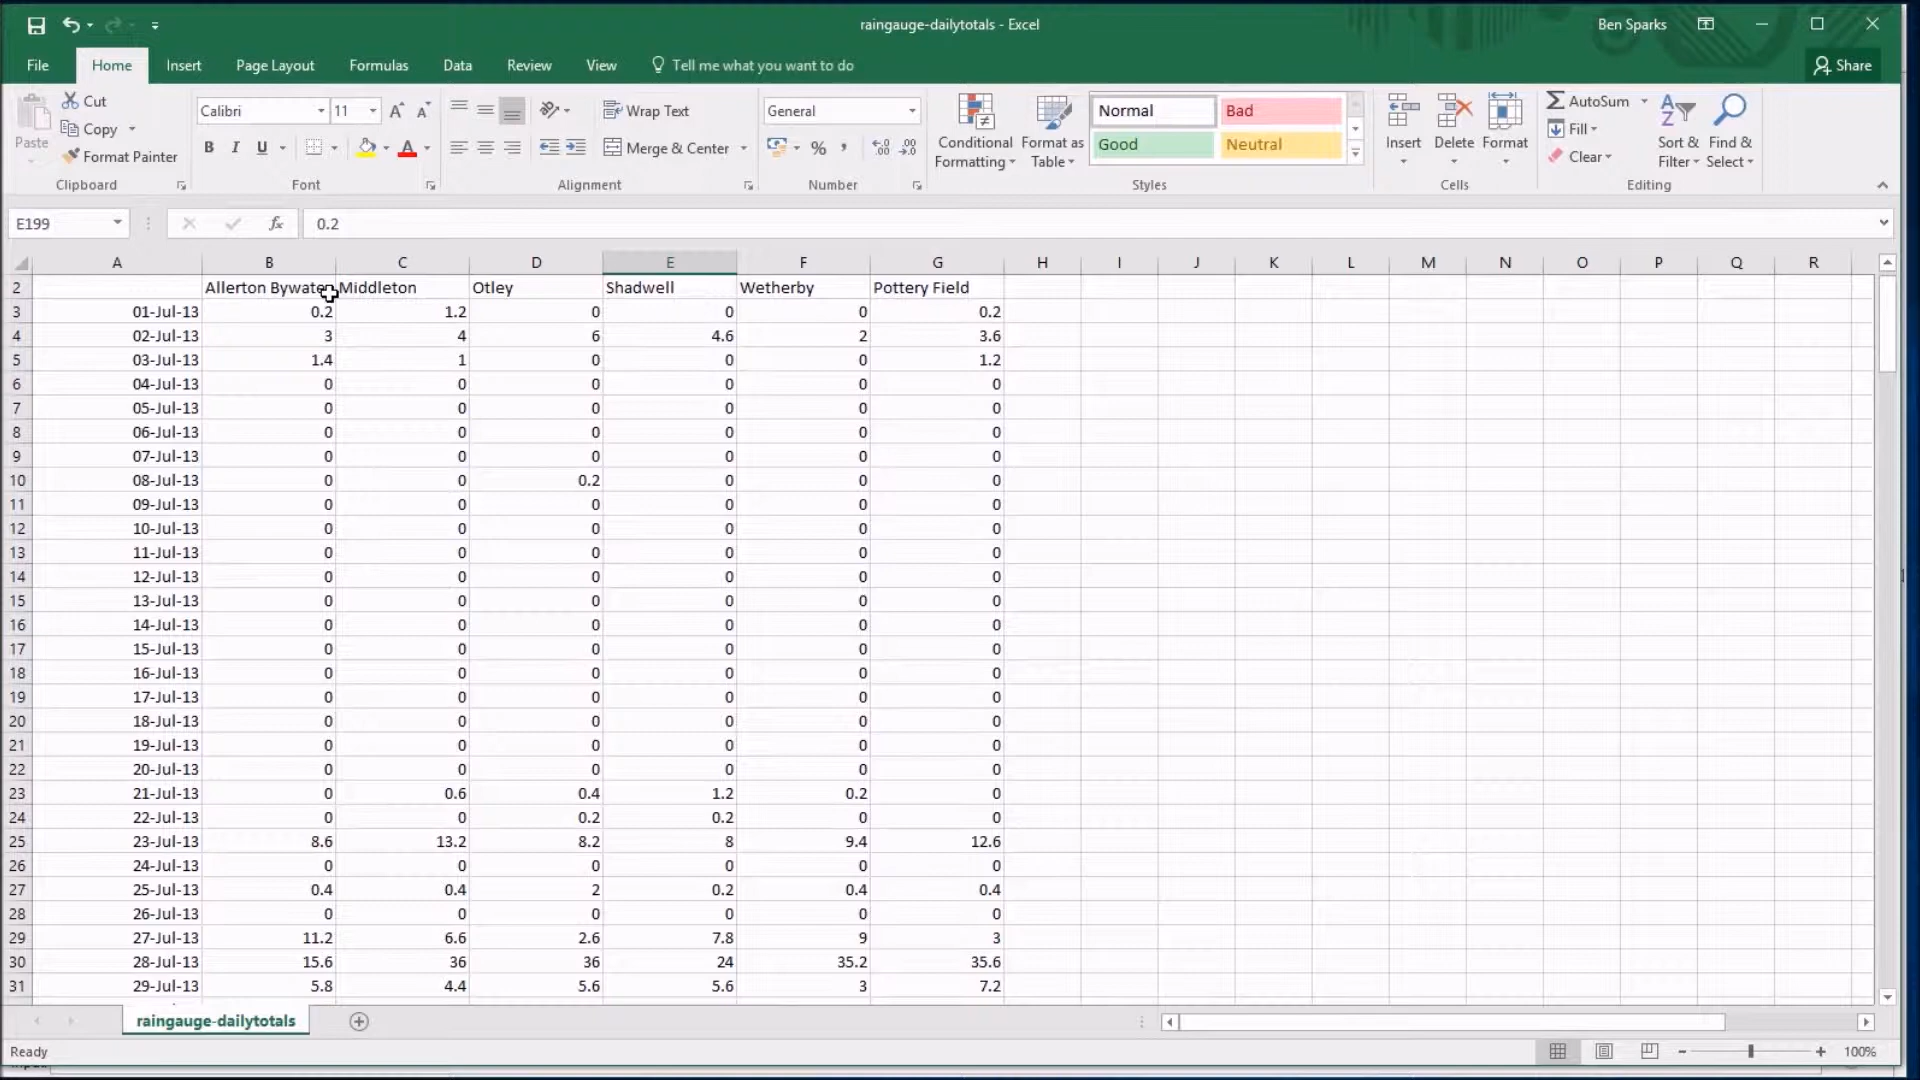 raingauge-dailytotals - Excel
Ben Sparks
File Home Insert Page Layout Formulas Data Review View Tell me what you want to do Share
Paste
Cut
Copy
Format Painter
Clipboard
Calibri 11
B I U
Font
Wrap Text
Merge & Center
Alignment
General
%
Number
Conditional Formatting
Format as Table
Normal Bad
Good Neutral
Styles
Insert Delete Format
Cells
AutoSum
Fill
Clear
Sort & Filter
Find & Select
Editing
E199 fx 0.2
A B C D E F G H I J K L M N O P Q R
2 Allerton Bywater Middleton Otley Shadwell Wetherby Pottery Field
3 01-Jul-13 0.2 1.2 0 0 0 0.2
4 02-Jul-13 3 4 6 4.6 2 3.6
5 03-Jul-13 1.4 1 0 0 0 1.2
6 04-Jul-13 0 0 0 0 0 0
7 05-Jul-13 0 0 0 0 0 0
8 06-Jul-13 0 0 0 0 0 0
9 07-Jul-13 0 0 0 0 0 0
10 08-Jul-13 0 0 0.2 0 0 0
11 09-Jul-13 0 0 0 0 0 0
12 10-Jul-13 0 0 0 0 0 0
13 11-Jul-13 0 0 0 0 0 0
14 12-Jul-13 0 0 0 0 0 0
15 13-Jul-13 0 0 0 0 0 0
16 14-Jul-13 0 0 0 0 0 0
17 15-Jul-13 0 0 0 0 0 0
18 16-Jul-13 0 0 0 0 0 0
19 17-Jul-13 0 0 0 0 0 0
20 18-Jul-13 0 0 0 0 0 0
21 19-Jul-13 0 0 0 0 0 0
22 20-Jul-13 0 0 0 0 0 0
23 21-Jul-13 0 0.6 0.4 1.2 0.2 0
24 22-Jul-13 0 0 0.2 0.2 0 0
25 23-Jul-13 8.6 13.2 8.2 8 9.4 12.6
26 24-Jul-13 0 0 0 0 0 0
27 25-Jul-13 0.4 0.4 2 0.2 0.4 0.4
28 26-Jul-13 0 0 0 0 0 0
29 27-Jul-13 11.2 6.6 2.6 7.8 9 3
30 28-Jul-13 15.6 36 36 24 35.2 35.6
31 29-Jul-13 5.8 4.4 5.6 5.6 3 7.2
raingauge-dailytotals
Ready 100%